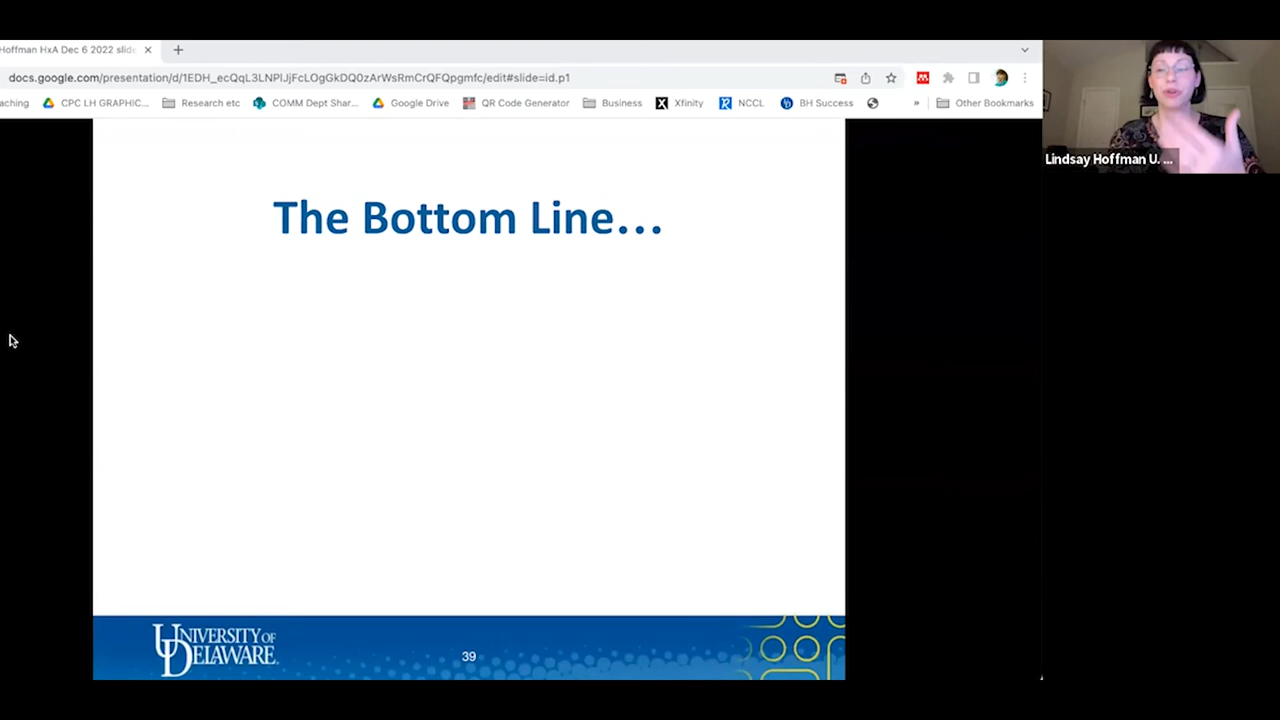 Hoffman HxA Dec 6 2022 slide
docs.google.com/presentation/d/1EDH_ecQqL3LNPIJjFcLOgGkDQ0zArWsRmCrQFQpgmfc/edit#slide=id.p1
aching CPC LH GRAPHIC... Research etc COMM Dept Shar... Google Drive QR Code Generator Business Xfinity NCCL BH Success » Other Bookmarks
Lindsay Hoffman U. ...
The Bottom Line...
UNIVERSITY OF
DELAWARE
39